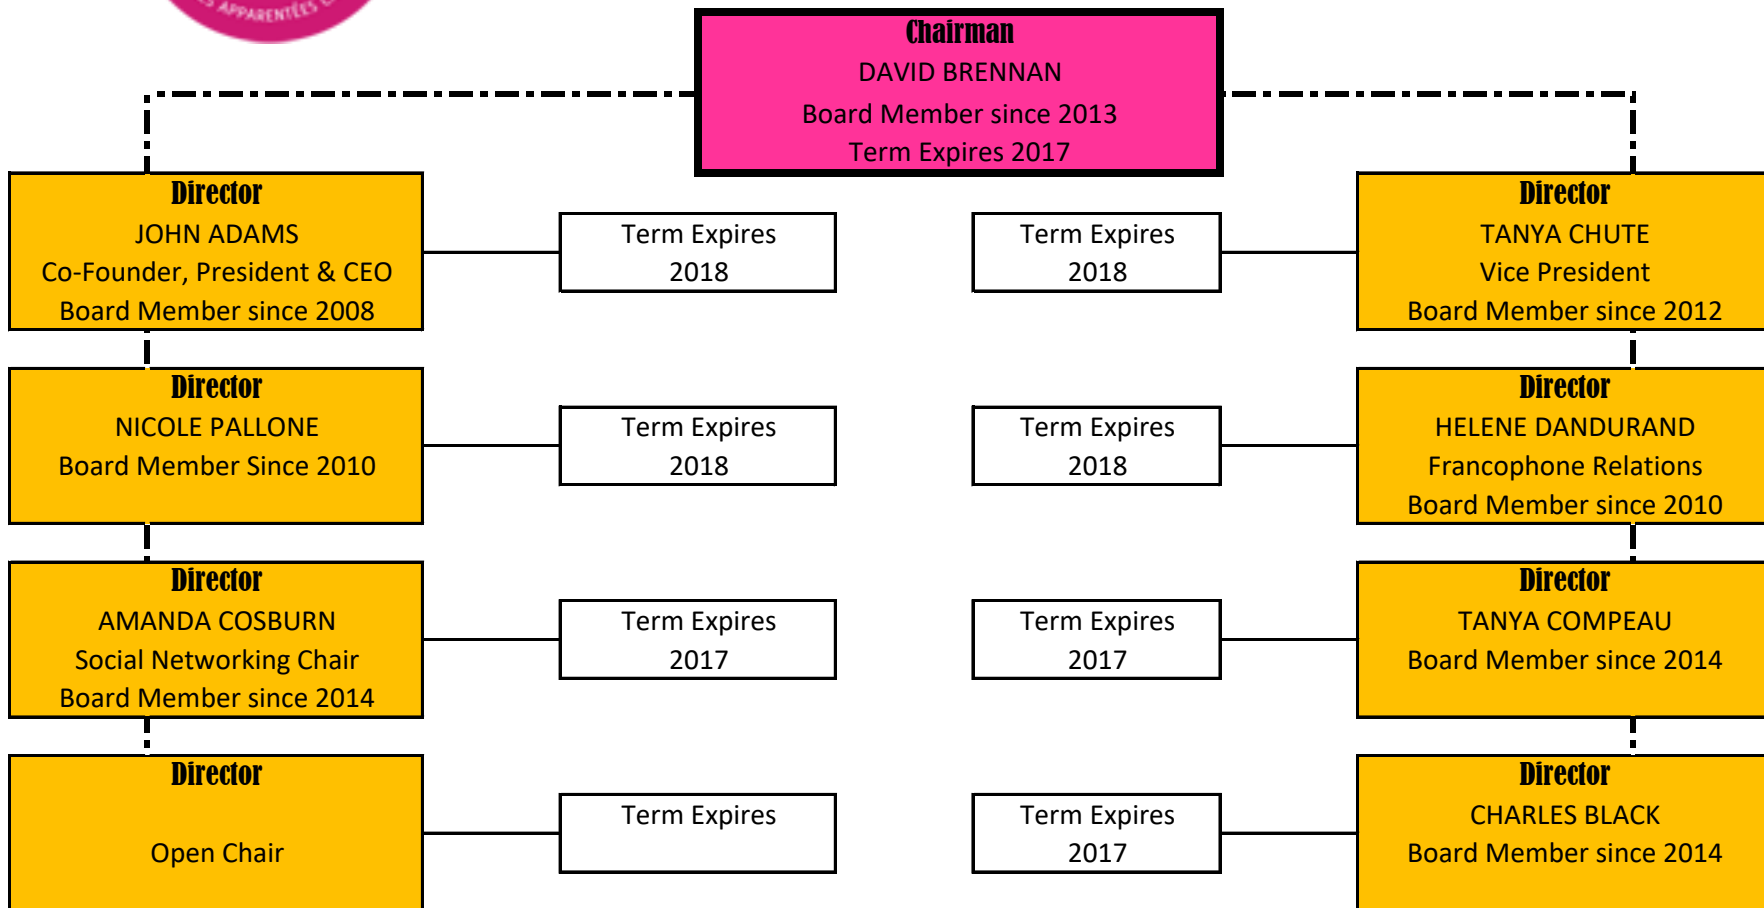 APPARENTÉES
Chairman
DAVID BRENNAN
Board Member since 2013
Term Expires 2017
Director
JOHN ADAMS
Co-Founder, President & CEO
Board Member since 2008
Term Expires
2018
Term Expires
2018
Director
TANYA CHUTE
Vice President
Board Member since 2012
Director
NICOLE PALLONE
Board Member Since 2010
Term Expires
2018
Term Expires
2018
Director
HELENE DANDURAND
Francophone Relations
Board Member since 2010
Director
AMANDA COSBURN
Social Networking Chair
Board Member since 2014
Term Expires
2017
Term Expires
2017
Director
TANYA COMPEAU
Board Member since 2014
Director
Open Chair
Term Expires
Term Expires
2017
Director
CHARLES BLACK
Board Member since 2014